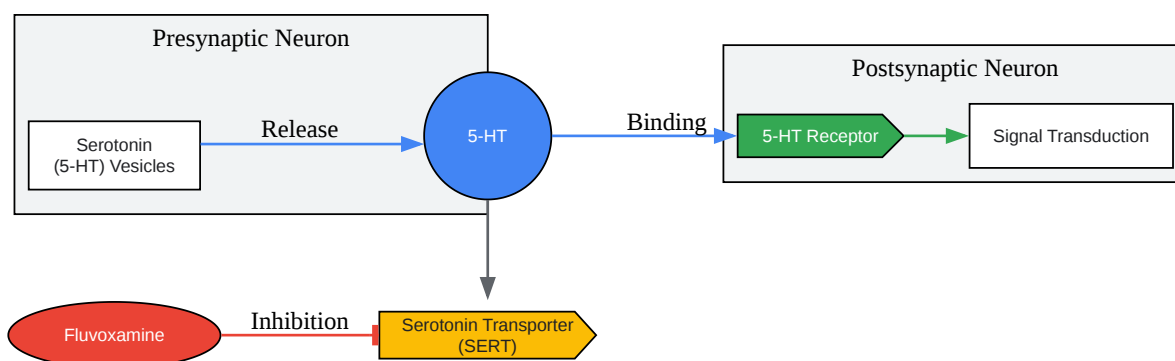 Presynaptic Neuron
Postsynaptic Neuron
Release
5-HT
Binding
5-HT Receptor
Signal Transduction
Serotonin
(5-HT) Vesicles
Fluvoxamine
Inhibition
Serotonin Transporter
(SERT)